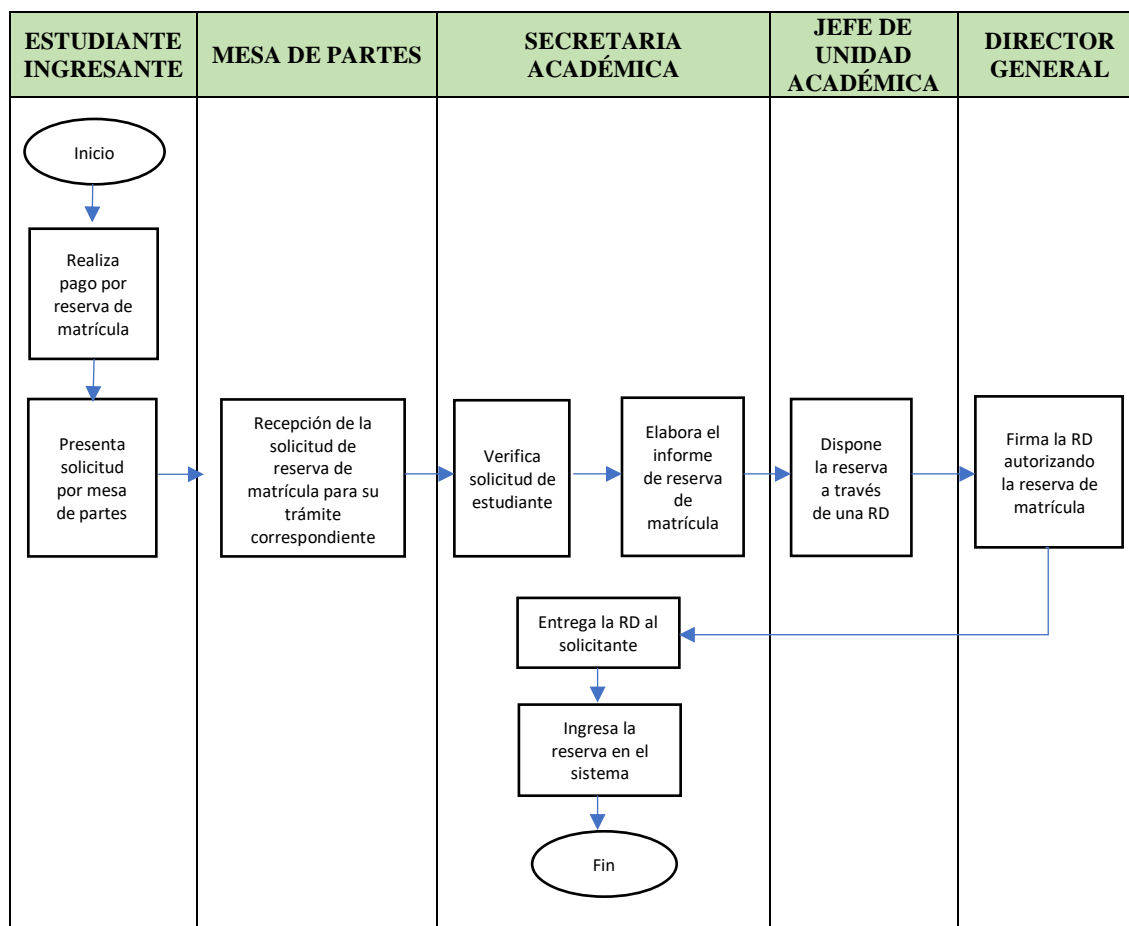 ESTUDIANTE
INGRESANTE
MESA DE PARTES
SECRETARIA
ACADÉMICA
JEFE DE
UNIDAD
ACADÉMICA
DIRECTOR
GENERAL
Inicio
Realiza
pago por
reserva de
matrícula
Presenta
solicitud
por mesa
de partes
Recepción de la
solicitud de
reserva de
matrícula para su
trámite
correspondiente
Verifica
solicitud de
estudiante
Elabora el
informe
de reserva
de
matrícula
Dispone
la reserva
a través
de una RD
Firma la RD
autorizando
la reserva de
matrícula
Entrega la RD al
solicitante
Ingresa la
reserva en el
sistema
Fin